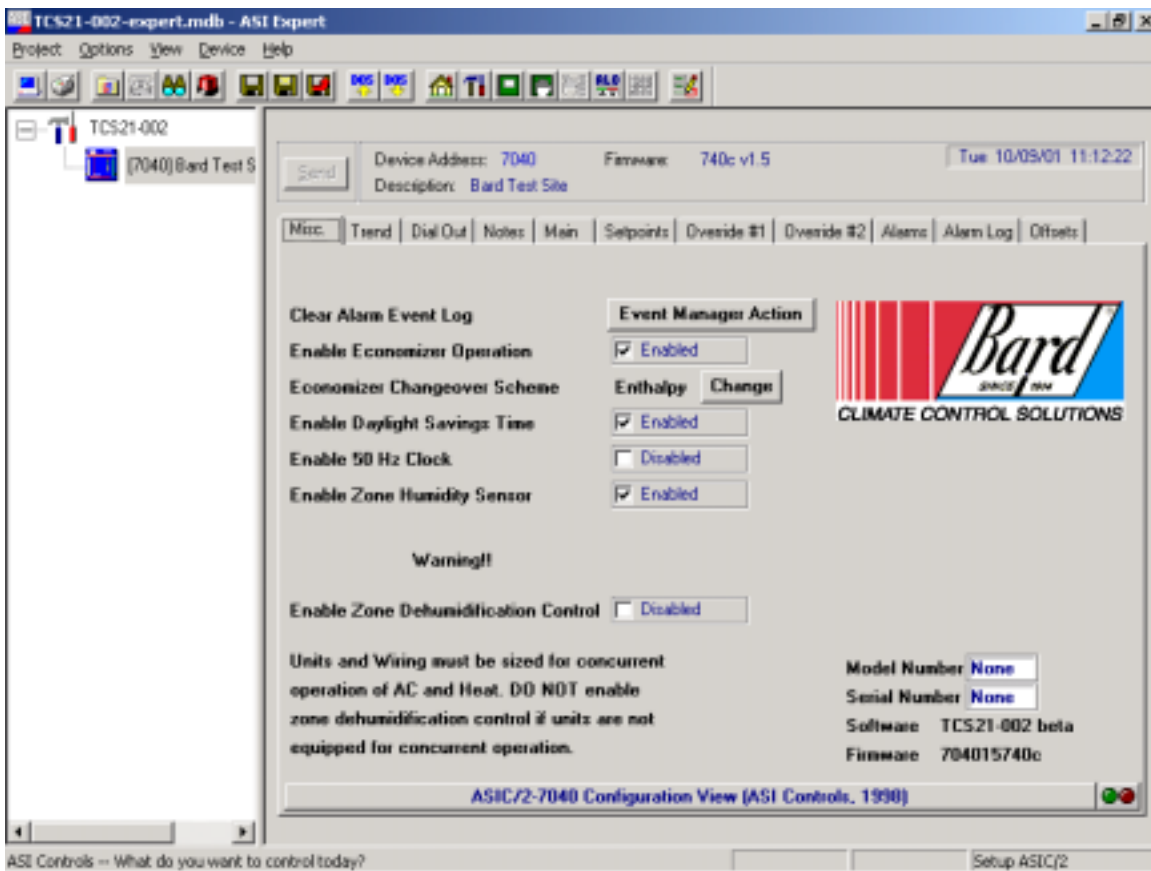 TCS21-002-expert.mdb - ASI Expert
Project Options View Device Help
TCS21-002
(7040) Bard Test S
Send
Device Address: 7040 Firmware: 740c v1.5
Tue 10/09/01 11:12:22
Description: Bard Test Site
Misc. Trend Dial Out Notes Main Setpoints Override #1 Override #2 Alarms Alarm Log Offsets
Clear Alarm Event Log Event Manager Action
Enable Economizer Operation Enabled
Economizer Changeover Scheme Enthalpy Change
Enable Daylight Savings Time Enabled
Enable 50 Hz Clock Disabled
Enable Zone Humidity Sensor Enabled
Bard
SINCE 1914
CLIMATE CONTROL SOLUTIONS
Warning!!
Enable Zone Dehumidification Control Disabled
Units and Wiring must be sized for concurrent
operation of AC and Heat. DO NOT enable
zone dehumidification control if units are not
equipped for concurrent operation.
Model Number None
Serial Number None
Software TCS21-002 beta
Firmware 704015740c
ASIC/2-7040 Configuration View (ASI Controls, 1998)
ASI Controls -- What do you want to control today?
Setup ASIC/2